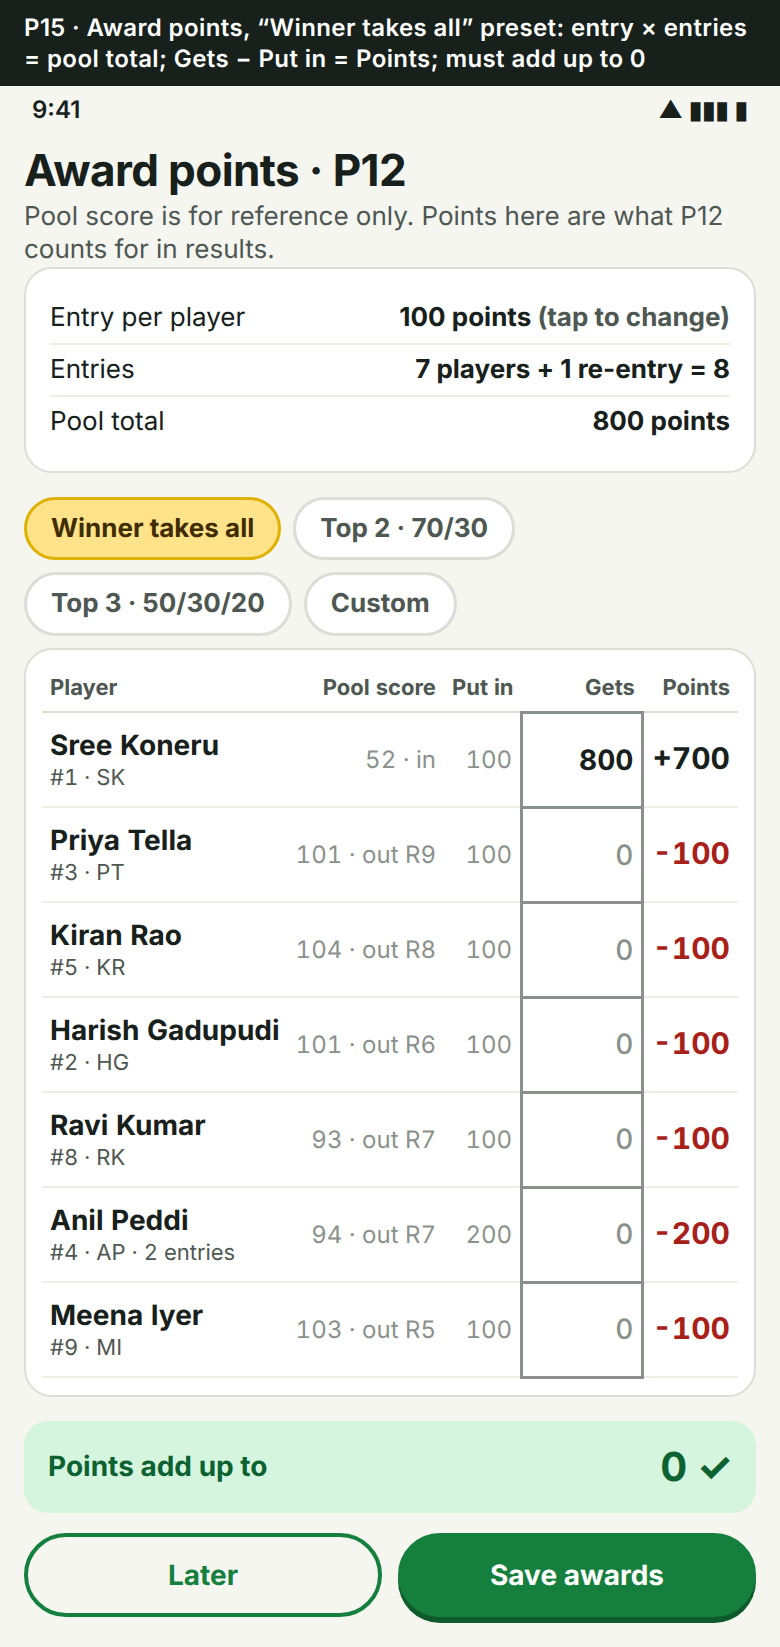 P15 · Award points, “Winner takes all” preset: entry × entries
= pool total; Gets − Put in = Points; must add up to 0
9:41
Award points · P12
Pool score is for reference only. Points here are what P12
counts for in results.
Entry per player 100 points (tap to change)
Entries 7 players + 1 re-entry = 8
Pool total 800 points
Winner takes all Top 2 · 70/30
Top 3 · 50/30/20 Custom
Player Pool score Put in Gets Points
Sree Koneru 52 · in 100 800 +700
#1 · SK
Priya Tella 101 · out R9 100 0 -100
#3 · PT
Kiran Rao 104 · out R8 100 0 -100
#5 · KR
Harish Gadupudi 101 · out R6 100 0 -100
#2 · HG
Ravi Kumar 93 · out R7 100 0 -100
#8 · RK
Anil Peddi 94 · out R7 200 0 -200
#4 · AP · 2 entries
Meena Iyer 103 · out R5 100 0 -100
#9 · MI
Points add up to 0 ✓
Later Save awards